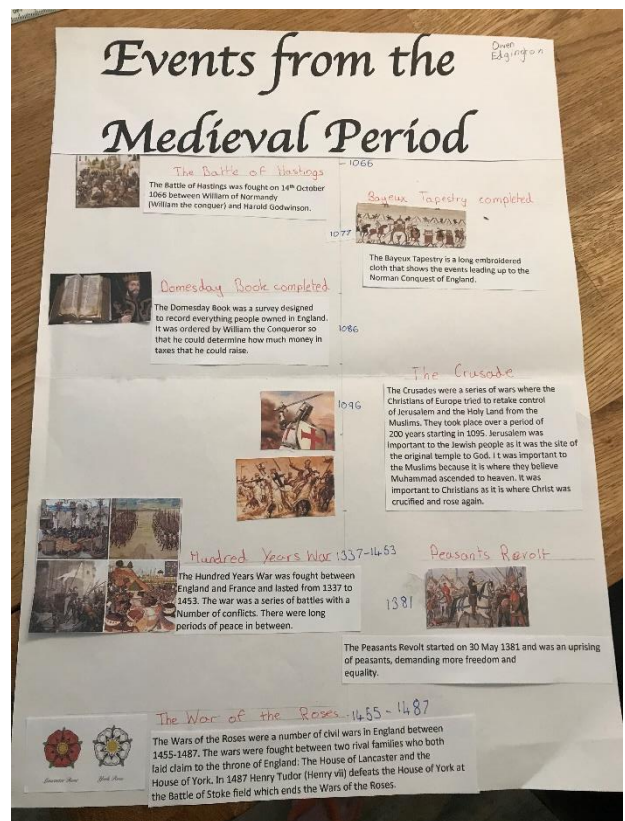 Events from the
Medieval Period
Owen
Edgington
1066
The Battle of Hastings
The Battle of Hastings was fought on 14th October
1066 between William of Normandy
(William the conquer) and Harold Godwinson.
Bayeux Tapestry completed
1077
The Bayeux Tapestry is a long embroidered
cloth that shows the events leading up to the
Norman Conquest of England.
Domesday Book completed
The Domesday Book was a survey designed
to record everything people owned in England.
It was ordered by William the Conqueror so
that he could determine how much money in
taxes that he could raise.
1086
The Crusade
1096
The Crusades were a series of wars where the
Christians of Europe tried to retake control
of Jerusalem and the Holy Land from the
Muslims. They took place over a period of
200 years starting in 1095. Jerusalem was
important to the Jewish people as it was the site of
the original temple to God. I t was important to
the Muslims because it is where they believe
Muhammad ascended to heaven. It was
important to Christians as it is where Christ was
crucified and rose again.
Hundred Years War 1337-1453
The Hundred Years War was fought between
England and France and lasted from 1337 to
1453. The war was a series of battles with a
Number of conflicts. There were long
periods of peace in between.
Peasants Revolt
1381
The Peasants Revolt started on 30 May 1381 and was an uprising
of peasants, demanding more freedom and
equality.
The War of the Roses 1455-1487
The Wars of the Roses were a number of civil wars in England between
1455-1487. The wars were fought between two rival families who both
laid claim to the throne of England: The House of Lancaster and the
House of York. In 1487 Henry Tudor (Henry vii) defeats the House of York at
the Battle of Stoke field which ends the Wars of the Roses.
Lancaster Rose
York Rose